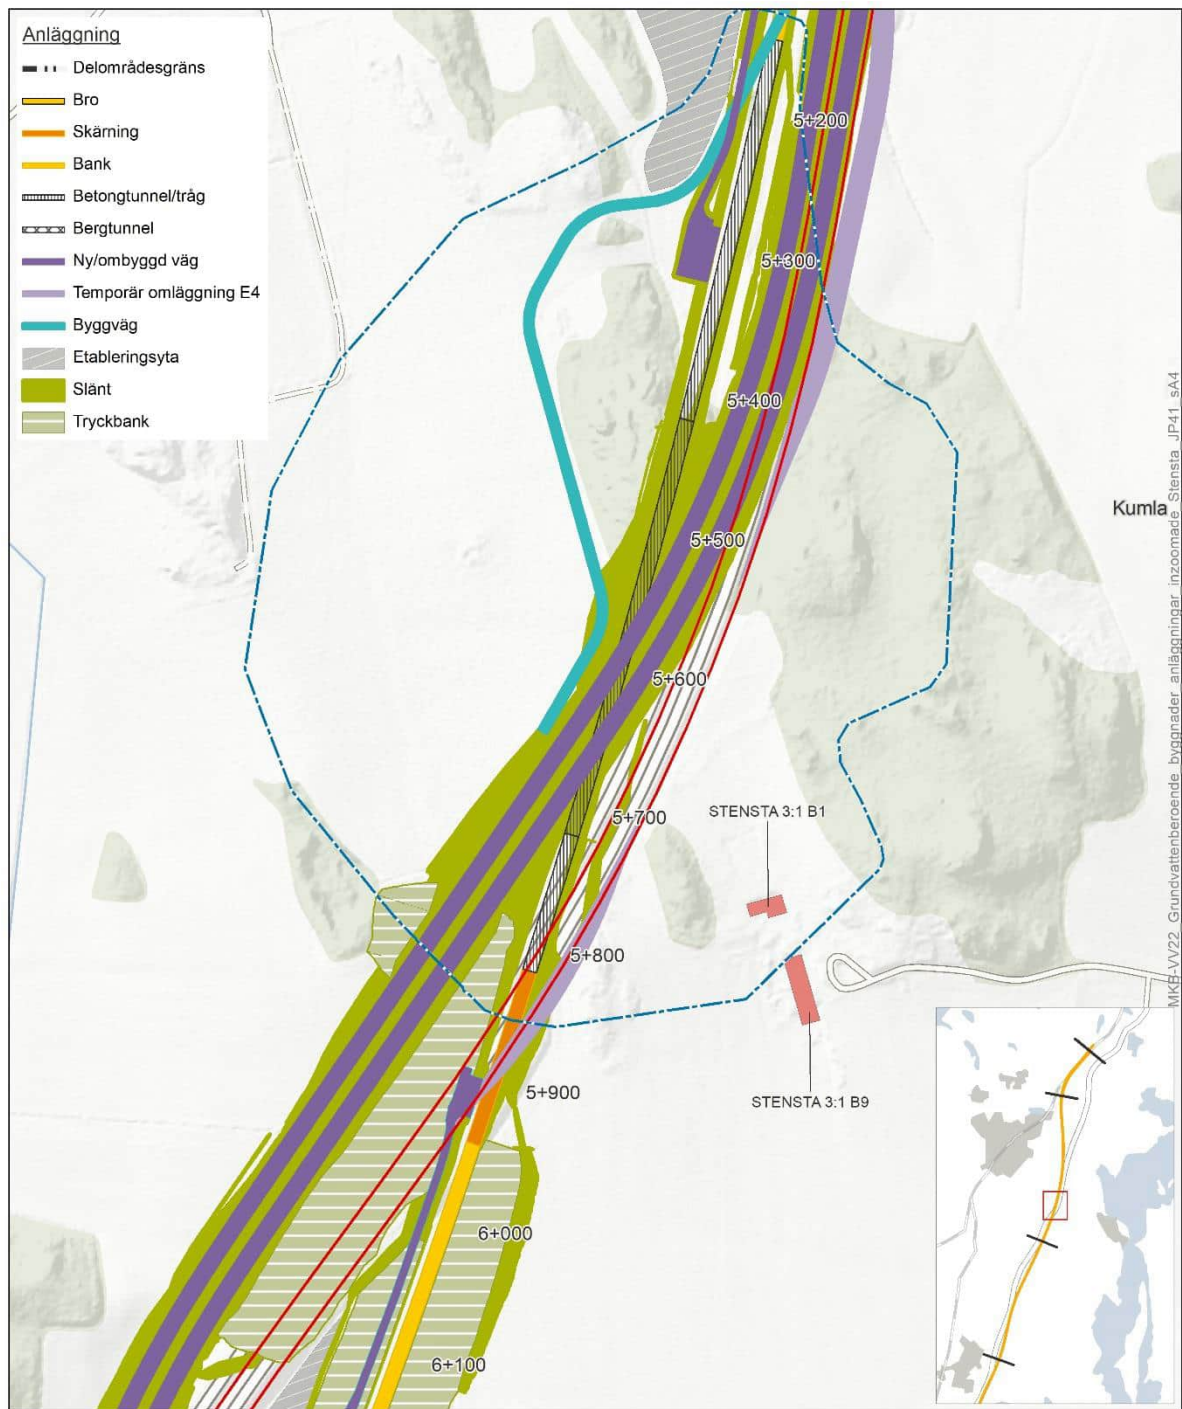 Anläggning
Delområdesgräns
Bro
Skärning
Bank
Betongtunnel/tråg
Bergtunnel
Ny/ombyggd väg
Temporär omläggning E4
Byggväg
Etableringsyta
Slänt
Tryckbank
5+200
5+300
5+400
5+500
5+600
5+700
5+800
5+900
6+000
6+100
Kumla
STENSTA 3:1 B1
STENSTA 3:1 B9
MKB-VV22_Grundvattenberoende_byggnader_anläggningar_inzoomade_Stensta_JP41_sA4